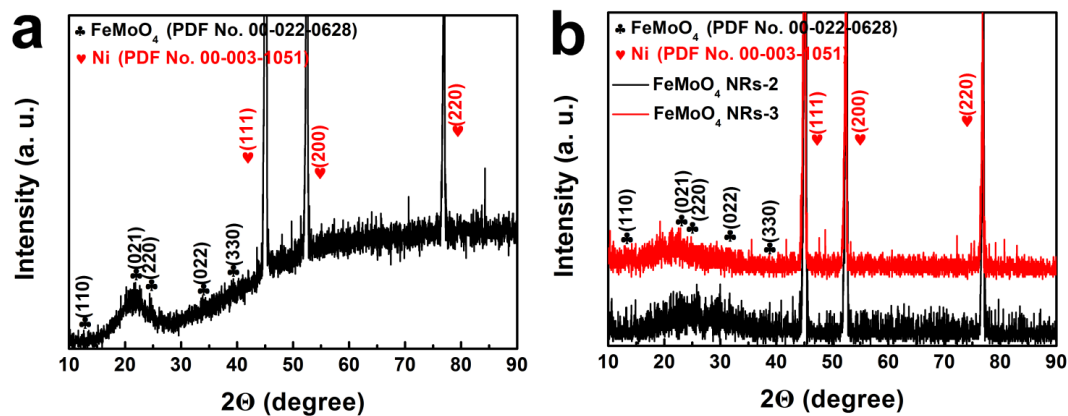 a
♣ FeMoO₄ (PDF No. 00-022-0628)
♥ Ni (PDF No. 00-003-1051)
♥(111)
♥(200)
♥(220)
♣(110)
♣(021)
♣(220)
♣(022)
♣(330)
Intensity (a. u.)
10 20 30 40 50 60 70 80 90
2Θ (degree)
b
♣ FeMoO₄ (PDF No. 00-022-0628)
♥ Ni (PDF No. 00-003-1051)
FeMoO₄ NRs-2
FeMoO₄ NRs-3
♥(111)
♥(200)
♥(220)
♣(110)
♣(021)
♣(220)
♣(022)
♣(330)
Intensity (a. u.)
10 20 30 40 50 60 70 80 90
2Θ (degree)